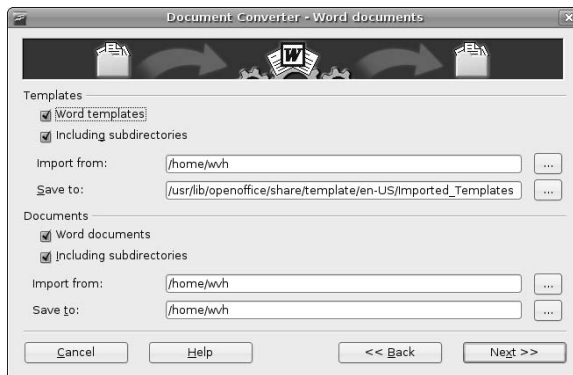 Document Converter - Word documents
W
Templates
Word templates
Including subdirectories
Import from: /home/wvh ...
Save to: /usr/lib/openoffice/share/template/en-US/Imported_Templates ...
Documents
Word documents
Including subdirectories
Import from: /home/wvh ...
Save to: /home/wvh ...
Cancel Help << Back Next >>